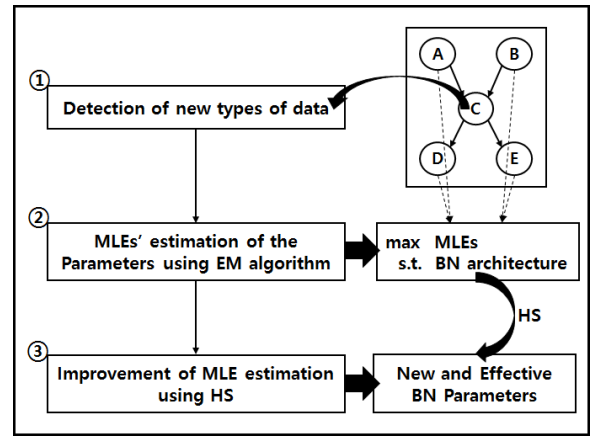 A B
①
Detection of new types of data
C
D E
②
MLEs' estimation of the
Parameters using EM algorithm
max MLEs
s.t. BN architecture
HS
③
Improvement of MLE estimation
using HS
New and Effective
BN Parameters